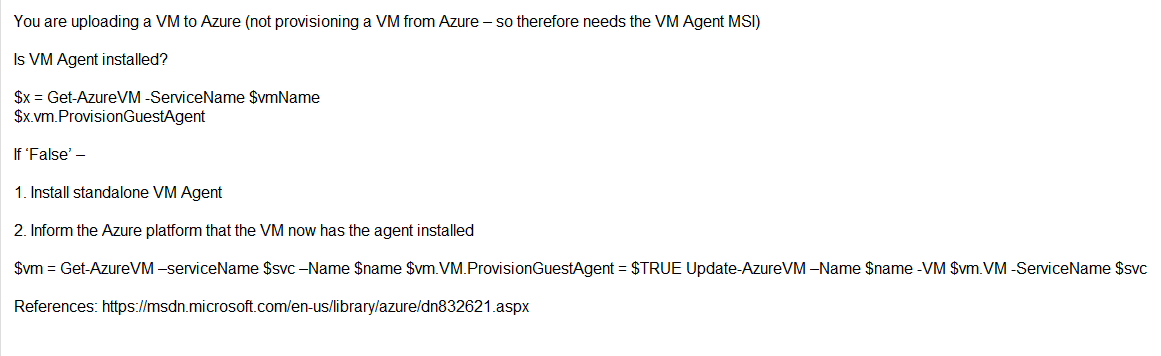 You are uploading a VM to Azure (not provisioning a VM from Azure – so therefore needs the VM Agent MSI)
Is VM Agent installed?
$x = Get-AzureVM -ServiceName $vmName
$x.vm.ProvisionGuestAgent
If ‘False’ –
1. Install standalone VM Agent
2. Inform the Azure platform that the VM now has the agent installed
$vm = Get-AzureVM –serviceName $svc –Name $name $vm.VM.ProvisionGuestAgent = $TRUE Update-AzureVM –Name $name -VM $vm.VM -ServiceName $svc
References: https://msdn.microsoft.com/en-us/library/azure/dn832621.aspx